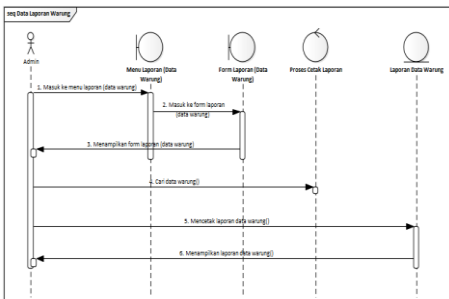 seq Data Laporan Warung
Admin
Menu Laporan (Data
Warung)
Form Laporan (Data
Warung)
Proses Cetak Laporan
Laporan Data Warung
1. Masuk ke menu laporan (data warung)
2. Masuk ke form laporan
(data warung)
3. Menampilkan form laporan (data warung)
4. Cari data warung()
5. Mencetak laporan data warung()
6. Menampilkan laporan data warung()